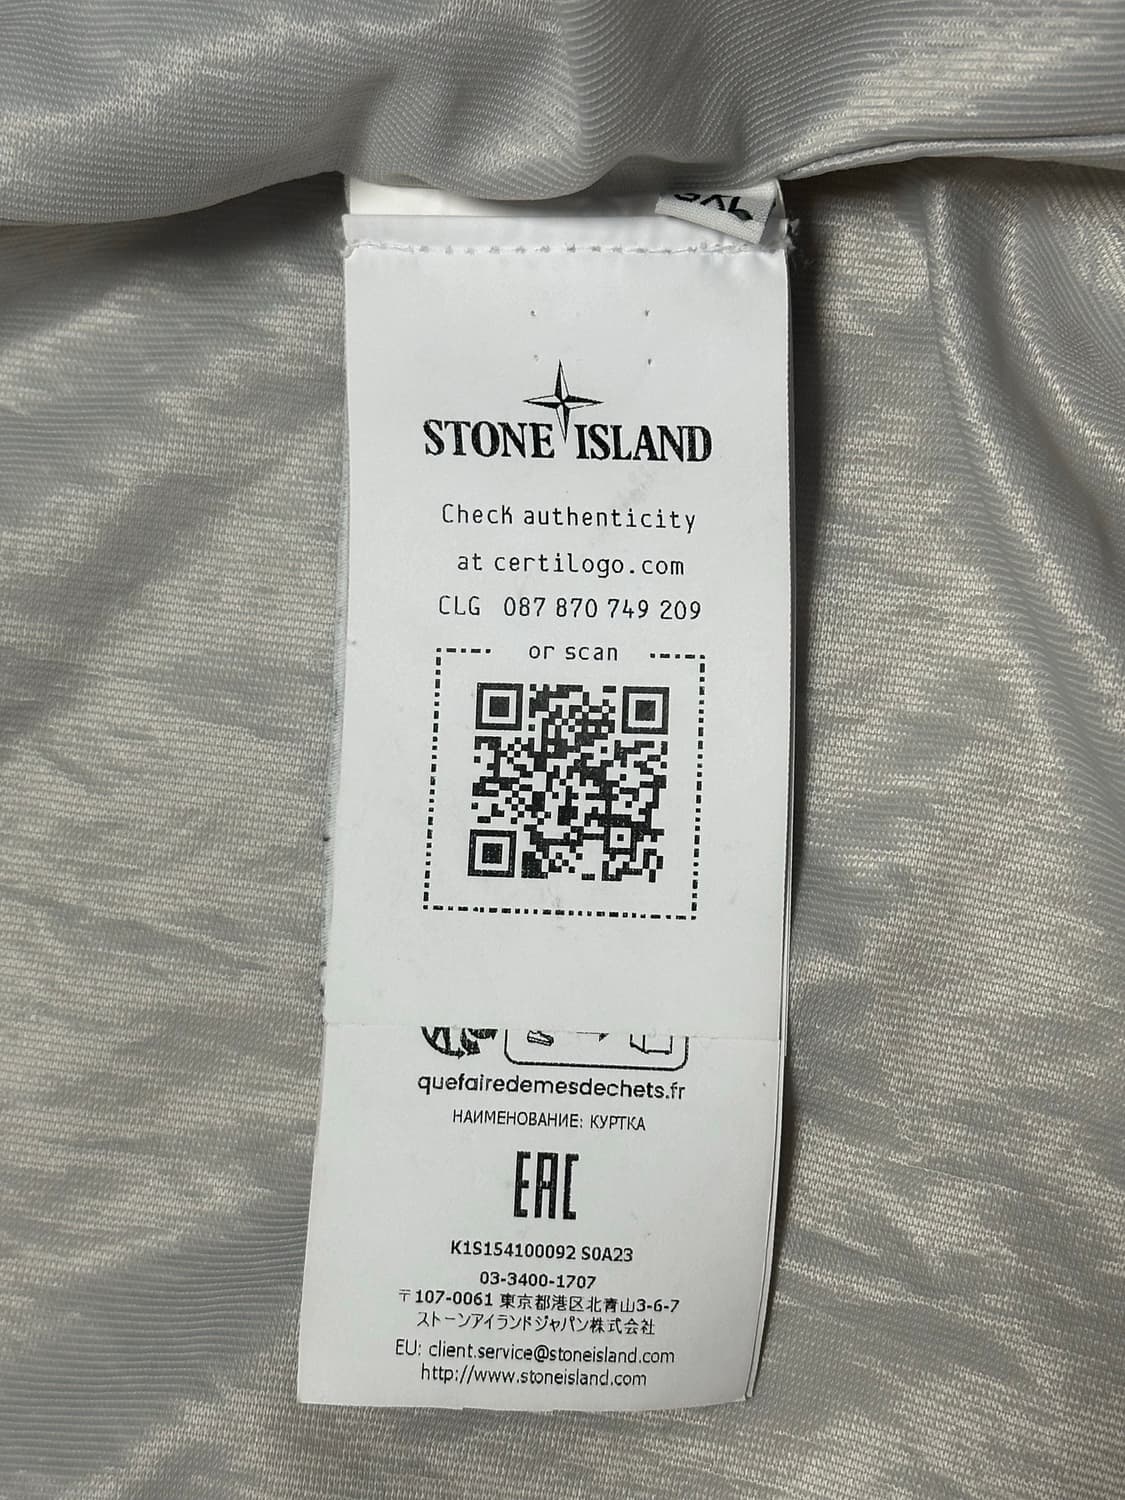 STONE ISLAND
Check authenticity
at certilogo.com
CLG 087 870 749 209
or scan
quefairedemesdechets.fr
НАИМЕНОВАНИЕ: КУРТКА
EAC
K1S154100092 S0A23
03-3400-1707
〒107-0061 東京都港区北青山3-6-7
ストーンアイランドジャパン株式会社
EU: client.service@stoneisland.com
http://www.stoneisland.com